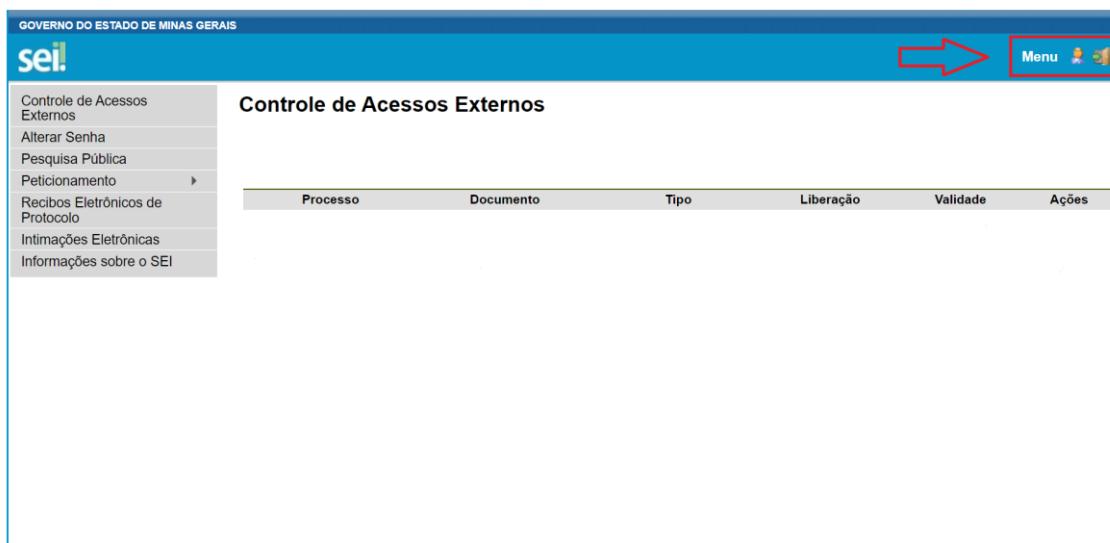 GOVERNO DO ESTADO DE MINAS GERAIS
sei!
Menu
Controle de Acessos
Externos
Alterar Senha
Pesquisa Pública
Peticionamento
Recibos Eletrônicos de
Protocolo
Intimações Eletrônicas
Informações sobre o SEI
Controle de Acessos Externos
Processo Documento Tipo Liberação Validade Ações